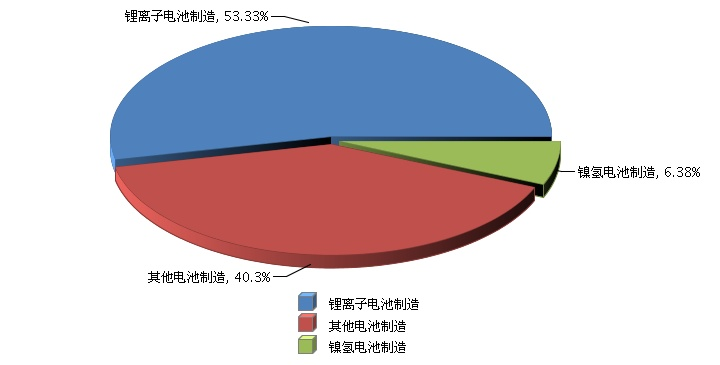 锂离子电池制造, 53.33%
镍氢电池制造, 6.38%
其他电池制造, 40.3%
锂离子电池制造
其他电池制造
镍氢电池制造